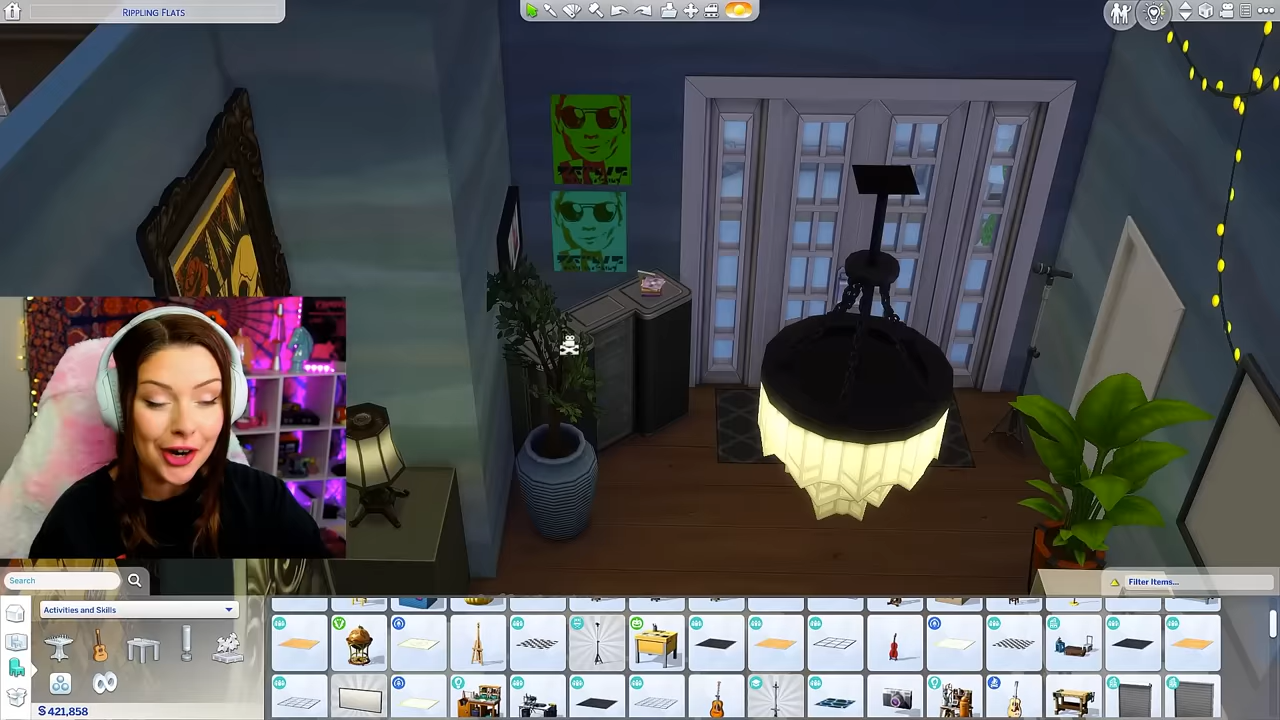 RIPPLING FLATS
Search
Filter Items...
Activities and Skills
§421,858